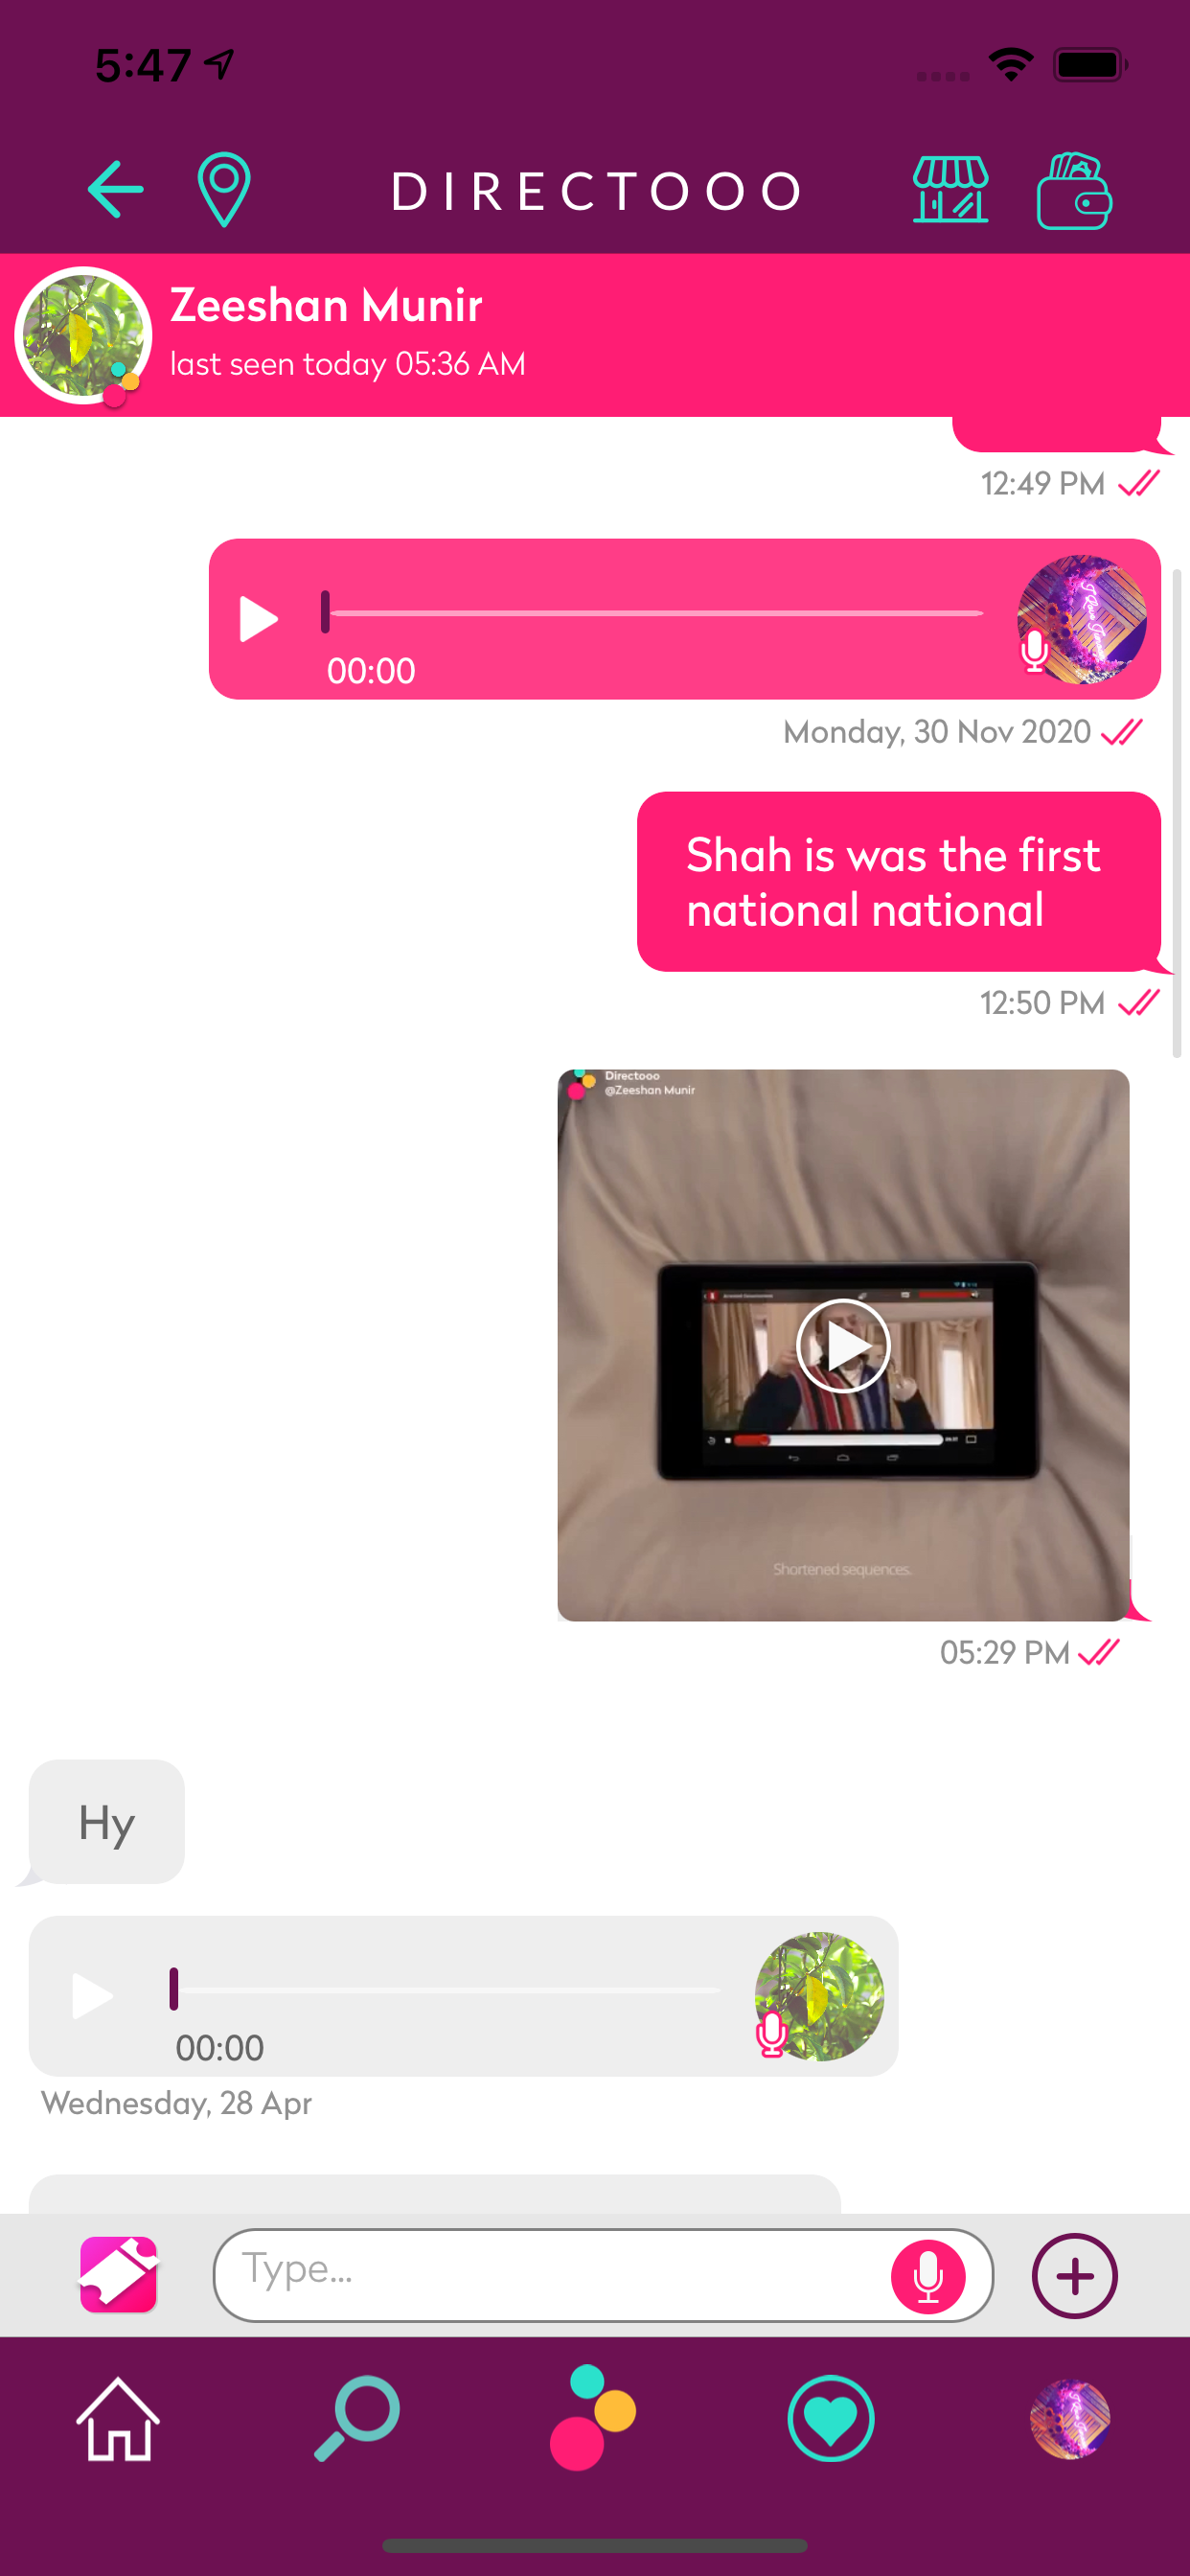 5:47
DIRECTOOO
Zeeshan Munir
last seen today 05:36 AM
12:49 PM
00:00
Monday, 30 Nov 2020
Shah is was the first
national national
12:50 PM
Directooo
@Zeeshan Munir
Shortened sequences.
05:29 PM
Hy
00:00
Wednesday, 28 Apr
Type...